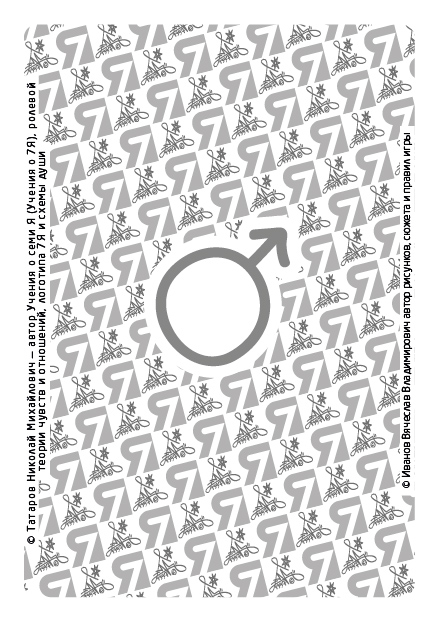 © Татаров Николай Михайлович – автор Учения о семи Я (Учения о 7Я), ролевой
теории чувств и отношений, логотипа 7Я и схемы души
© Иванов Вячеслав Владимирович автор рисунков, сюжета и правил игры